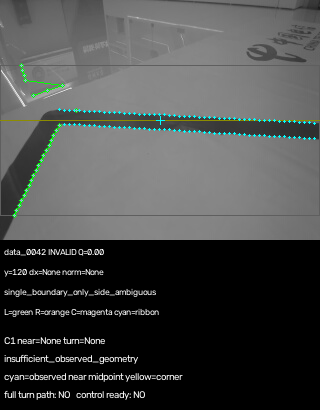 data_0042 INVALID Q=0.00
y=120 dx=None norm=None
single_boundary_only_side_ambiguous
L=green R=orange C=magenta cyan=ribbon
C1 near=None turn=None
insufficient_observed_geometry
cyan=observed near midpoint yellow=corner
full turn path: NO control ready: NO